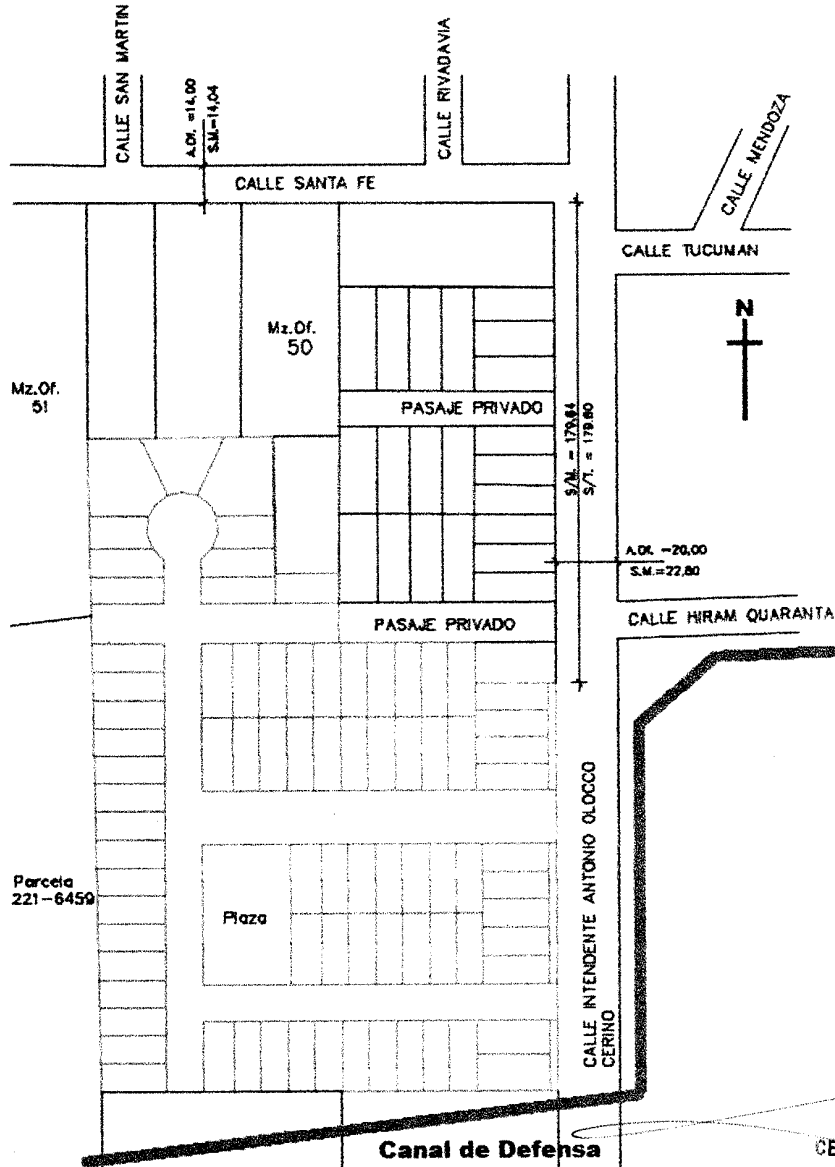 CALLE SAN MARTIN
A.Of. =14,00
S.M.=14,04
CALLE RIVADAVIA
CALLE MENDOZA
CALLE SANTA FE
CALLE TUCUMAN
N
Mz.Of.
50
Mz.Of.
51
PASAJE PRIVADO
S/M. = 179,64
S/T. = 179,60
A.Of. =20,00
S.M.=22,80
PASAJE PRIVADO
CALLE HIRAM QUARANTA
CALLE INTENDENTE ANTONIO OLOCCO
CERINO
Parcela
221-6459
Plaza
Canal de Defensa
CE